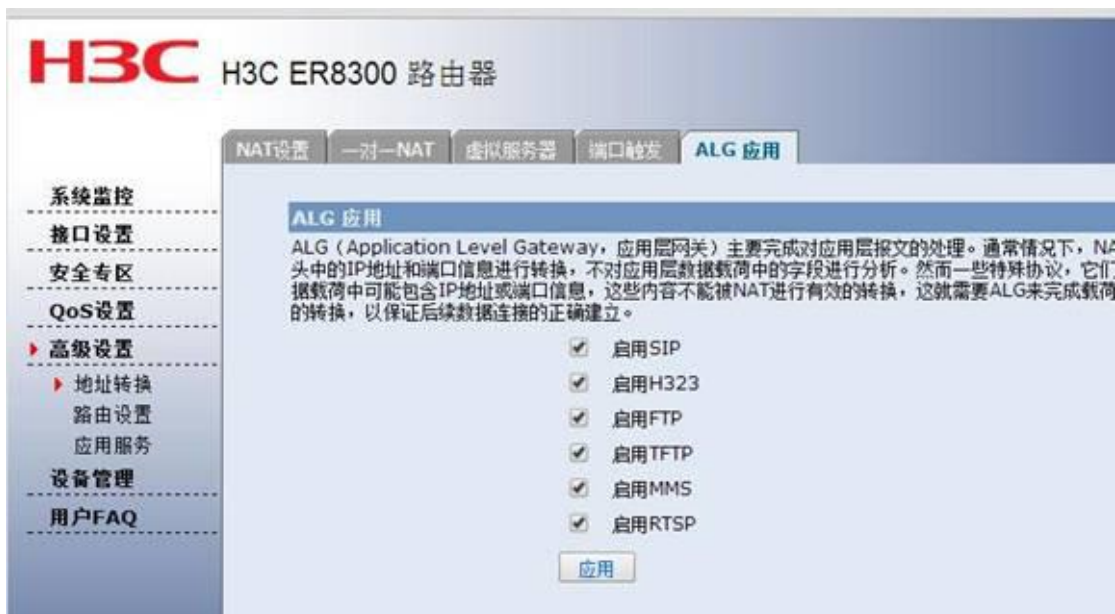 H3C H3C ER8300 路由器
NAT设置 一对一NAT 虚拟服务器 端口触发 ALG 应用
系统监控
接口设置
安全专区
QoS设置
高级设置
地址转换
路由设置
应用服务
设备管理
用户FAQ
ALG 应用
ALG（Application Level Gateway，应用层网关）主要完成对应用层报文的处理。通常情况下，NA
头中的IP地址和端口信息进行转换，不对应用层数据载荷中的字段进行分析。然而一些特殊协议，它们
据载荷中可能包含IP地址或端口信息，这些内容不能被NAT进行有效的转换，这就需要ALG来完成载荷
的转换，以保证后续数据连接的正确建立。
启用SIP
启用H323
启用FTP
启用TFTP
启用MMS
启用RTSP
应用